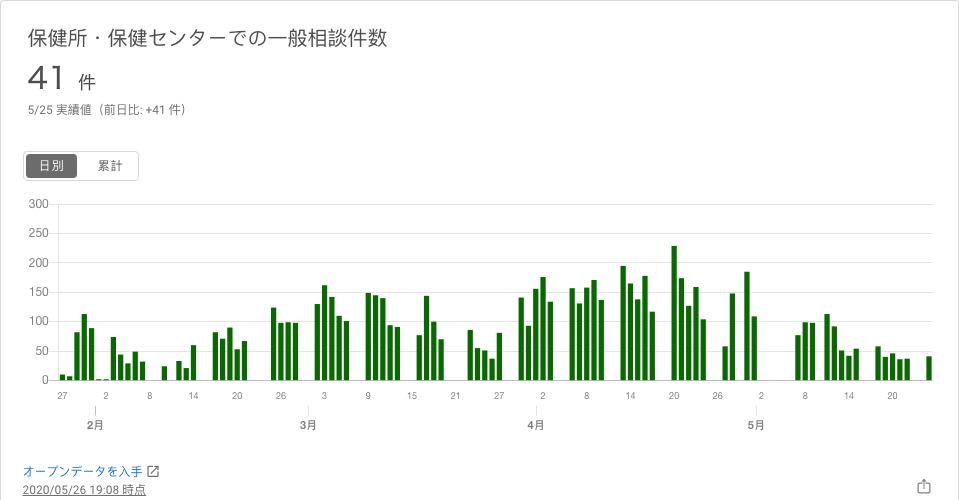 保健所・保健センターでの一般相談件数
41 件
5/25 実績値（前日比: +41 件）
日別 累計
300
250
200
150
100
50
0
27 2 8 14 20 26 3 9 15 21 27 2 8 14 20 26 2 8 14 20
2月 3月 4月 5月
オープンデータを入手
2020/05/26 19:08 時点